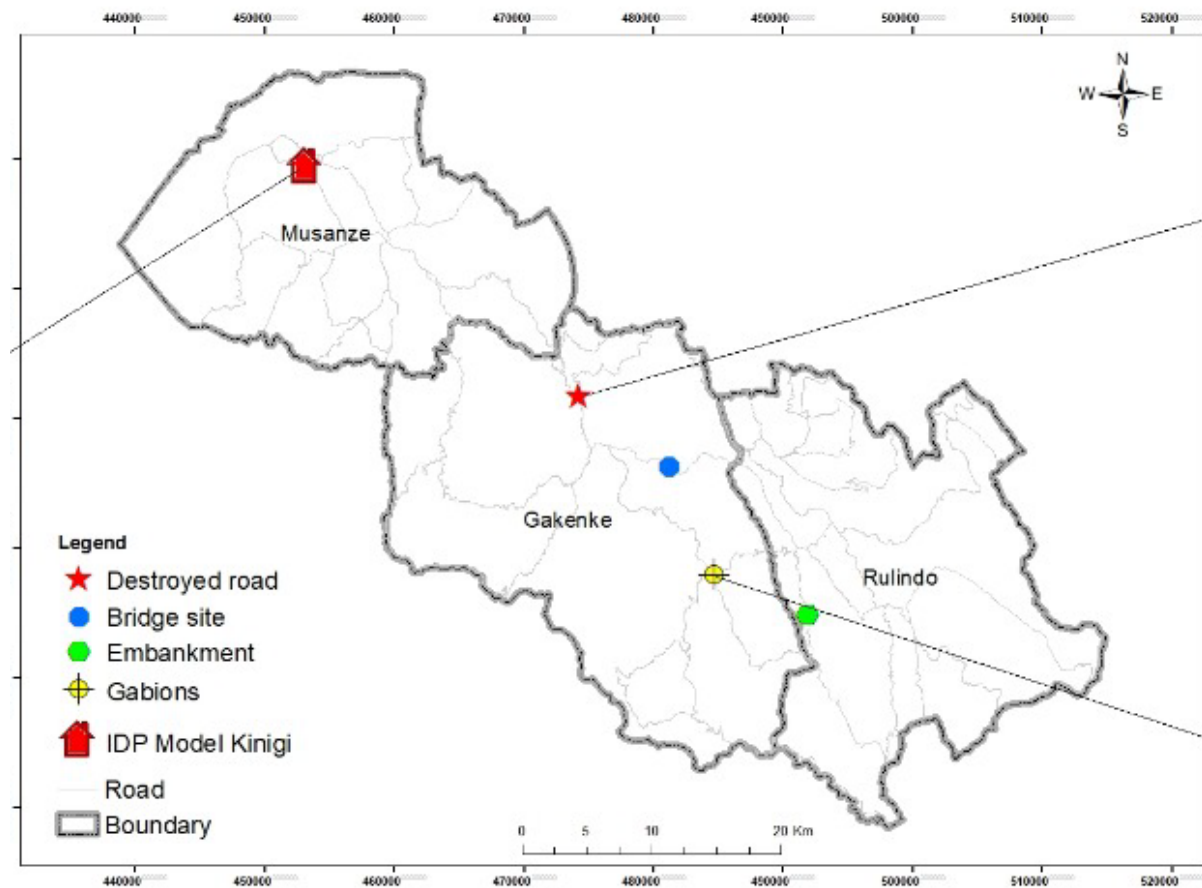 440000 450000 460000 470000 480000 490000 500000 510000 520000
N
W E
S
Musanze
Gakenke
Rulindo
Legend
Destroyed road
Bridge site
Embankment
Gabions
IDP Model Kinigi
Road
Boundary
0 5 10 20 Km
440000 450000 460000 470000 480000 490000 500000 510000 520000